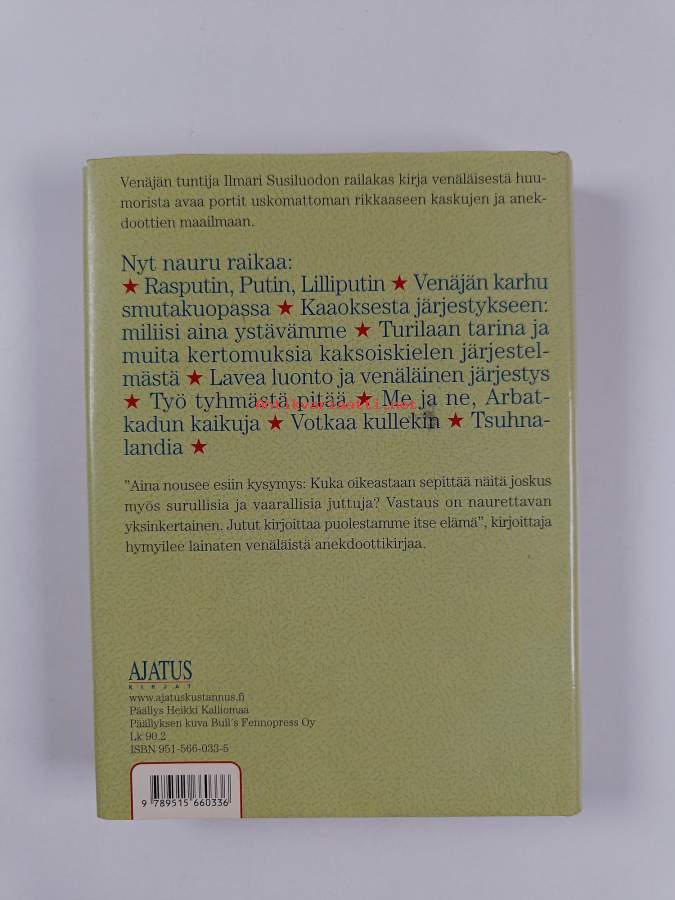 Venäjän tuntija Ilmari Susiluodon railakas kirja venäläisestä huu-
morista avaa portit uskomattoman rikkaaseen kaskujen ja anek-
doottien maailmaan.
Nyt nauru raikaa:
★ Rasputin, Putin, Lilliputin ★ Venäjän karhu
smutakuopassa ★ Kaaoksesta järjestykseen:
miliisi aina ystävämme ★ Turilaan tarina ja
muita kertomuksia kaksoiskielen järjestel-
mästä ★ Lavea luonto ja venäläinen järjestys
★ Työ tyhmästä pitää ★ Me ja ne, Arbat-
kadun kaikuja ★ Votkaa kullekin ★ Tsuhna-
landia ★
antikvariaatti.net
"Aina nousee esiin kysymys: Kuka oikeastaan sepittää näitä joskus
myös surullisia ja vaarallisia juttuja? Vastaus on naurettavan
yksinkertainen. Jutut kirjoittaa puolestamme itse elämä", kirjoittaja
hymyilee lainaten venäläistä anekdoottikirjaa.
AJATUS
KIRJAT
www.ajatuskustannus.fi
Päällys Heikki Kalliomaa
Päällyksen kuva Bull's Fennopress Oy
Lk 90.2
ISBN 951-566-033-5
9 789515 660336